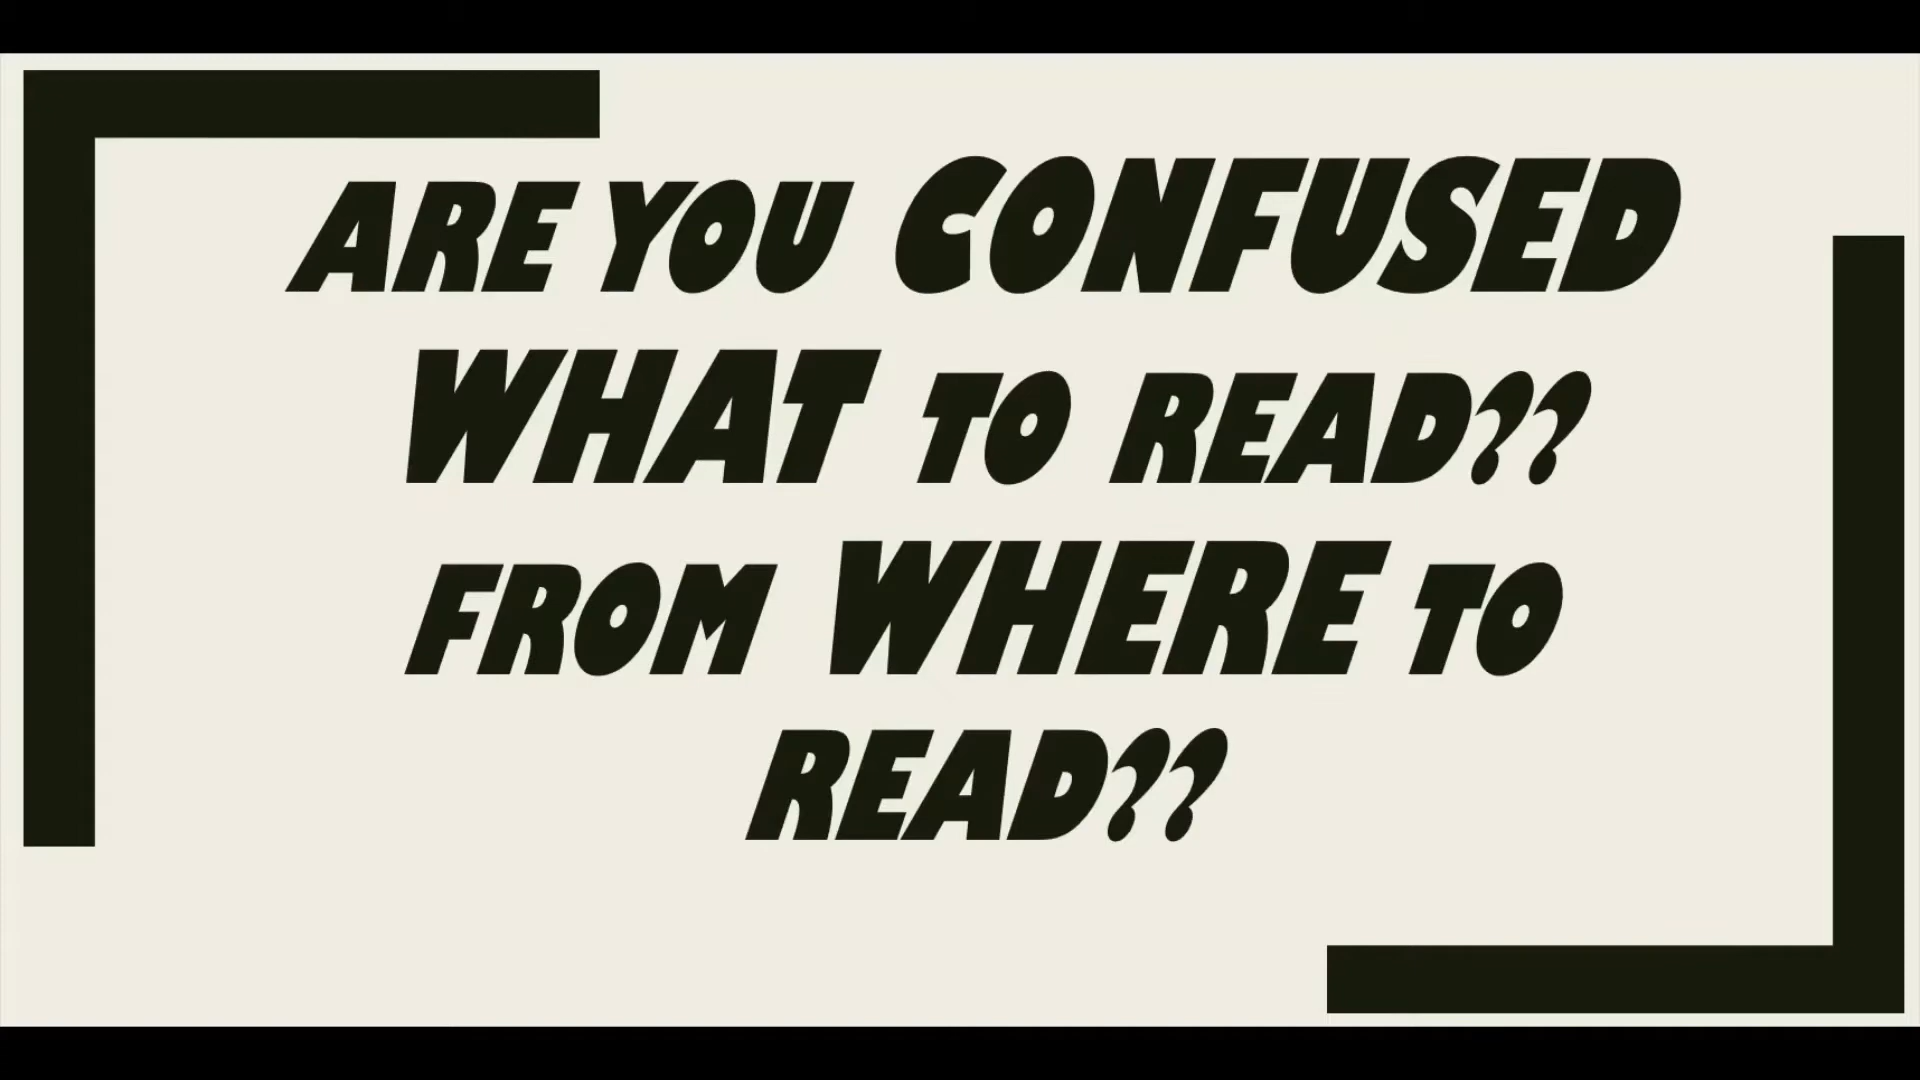 ARE YOU CONFUSED
WHAT TO READ??
FROM WHERE TO
READ??